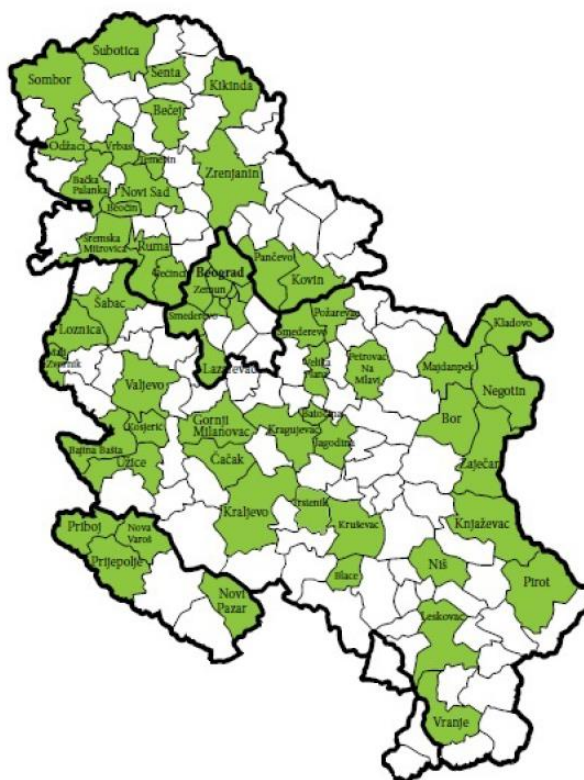 Subotica
Sombor
Senta
Kikinda
Bečej
Odžaci
Vrbas
Temerin
Zrenjanin
Bačka
Palanka
Novi Sad
Beočin
Sremska
Mitrovica
Ruma
Pećinci
Beograd
Zemun
Pančevo
Kovin
Šabac
Loznica
Smederevo
Smederevo
Požarevac
Kladovo
Mali
Zvornik
Valjevo
Lazarevac
Velika
Plana
Petrovac
Na
Mlavi
Majdanpek
Negotin
Bor
Kosjerić
Gornji
Milanovac
Batočina
Kragujevac
Jagodina
Bajina Bašta
Užice
Čačak
Zaječar
Kraljevo
Trstenik
Kruševac
Knjaževac
Priboj
Nova
Varoš
Prijepolje
Blace
Niš
Pirot
Novi
Pazar
Leskovac
Vranje